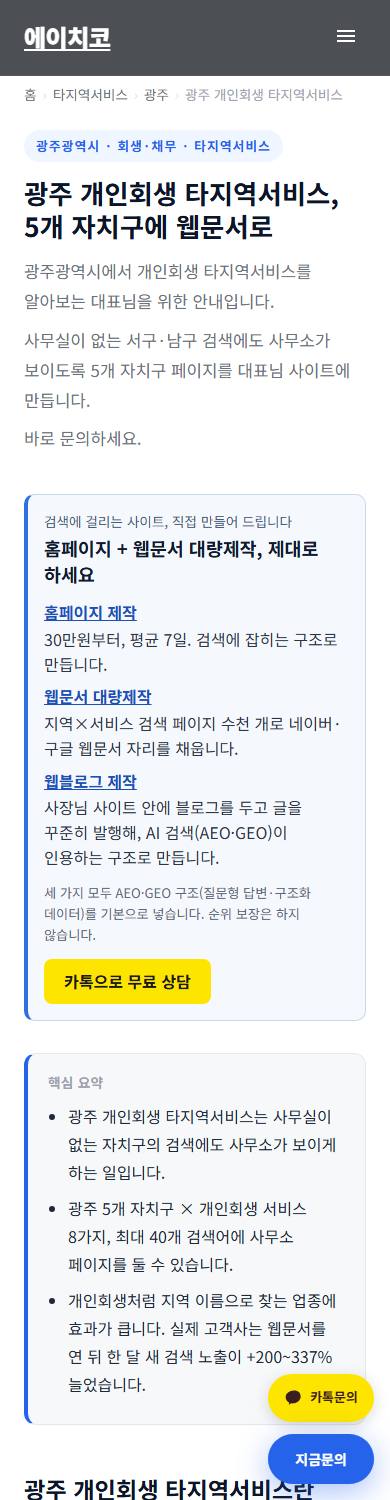 에이치코
홈 › 타지역서비스 › 광주 › 광주 개인회생 타지역서비스
광주광역시 · 회생·채무 · 타지역서비스
광주 개인회생 타지역서비스,
5개 자치구에 웹문서로
광주광역시에서 개인회생 타지역서비스를
알아보는 대표님을 위한 안내입니다.
사무실이 없는 서구·남구 검색에도 사무소가
보이도록 5개 자치구 페이지를 대표님 사이트에
만듭니다.
바로 문의하세요.
검색에 걸리는 사이트, 직접 만들어 드립니다
홈페이지 + 웹문서 대량제작, 제대로
하세요
홈페이지 제작
30만원부터, 평균 7일. 검색에 잡히는 구조로
만듭니다.
웹문서 대량제작
지역×서비스 검색 페이지 수천 개로 네이버·
구글 웹문서 자리를 채웁니다.
웹블로그 제작
사장님 사이트 안에 블로그를 두고 글을
꾸준히 발행해, AI 검색(AEO·GEO)이
인용하는 구조로 만듭니다.
세 가지 모두 AEO·GEO 구조(질문형 답변·구조화
데이터)를 기본으로 넣습니다. 순위 보장은 하지
않습니다.
카톡으로 무료 상담
핵심 요약
• 광주 개인회생 타지역서비스는 사무실이
없는 자치구의 검색에도 사무소가 보이게
하는 일입니다.
• 광주 5개 자치구 × 개인회생 서비스
8가지, 최대 40개 검색어에 사무소
페이지를 둘 수 있습니다.
• 개인회생처럼 지역 이름으로 찾는 업종에
효과가 큽니다. 실제 고객사는 웹문서를
연 뒤 한 달 새 검색 노출이 +200~337%
늘었습니다.
카톡문의
지금문의
광주 개인회생 타지역서비스란